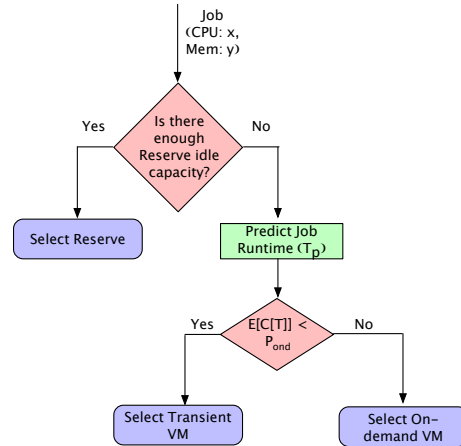 Job
(CPU: x,
Mem: y)
Is there
enough
Reserve idle
capacity?
Yes
No
Select Reserve
Predict Job
Runtime (Tp)
E[C[T]] <
Pond
Yes
No
Select Transient
VM
Select On-
demand VM